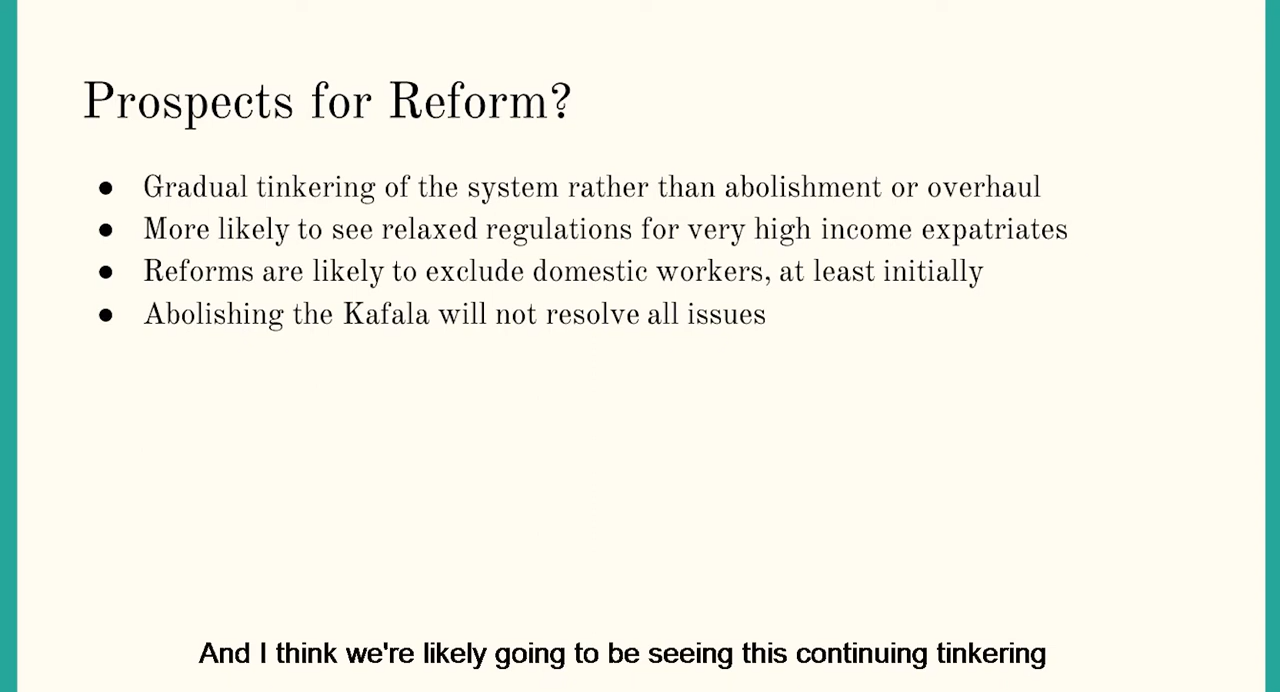 Prospects for Reform?
● Gradual tinkering of the system rather than abolishment or overhaul
● More likely to see relaxed regulations for very high income expatriates
● Reforms are likely to exclude domestic workers, at least initially
● Abolishing the Kafala will not resolve all issues
And I think we're likely going to be seeing this continuing tinkering